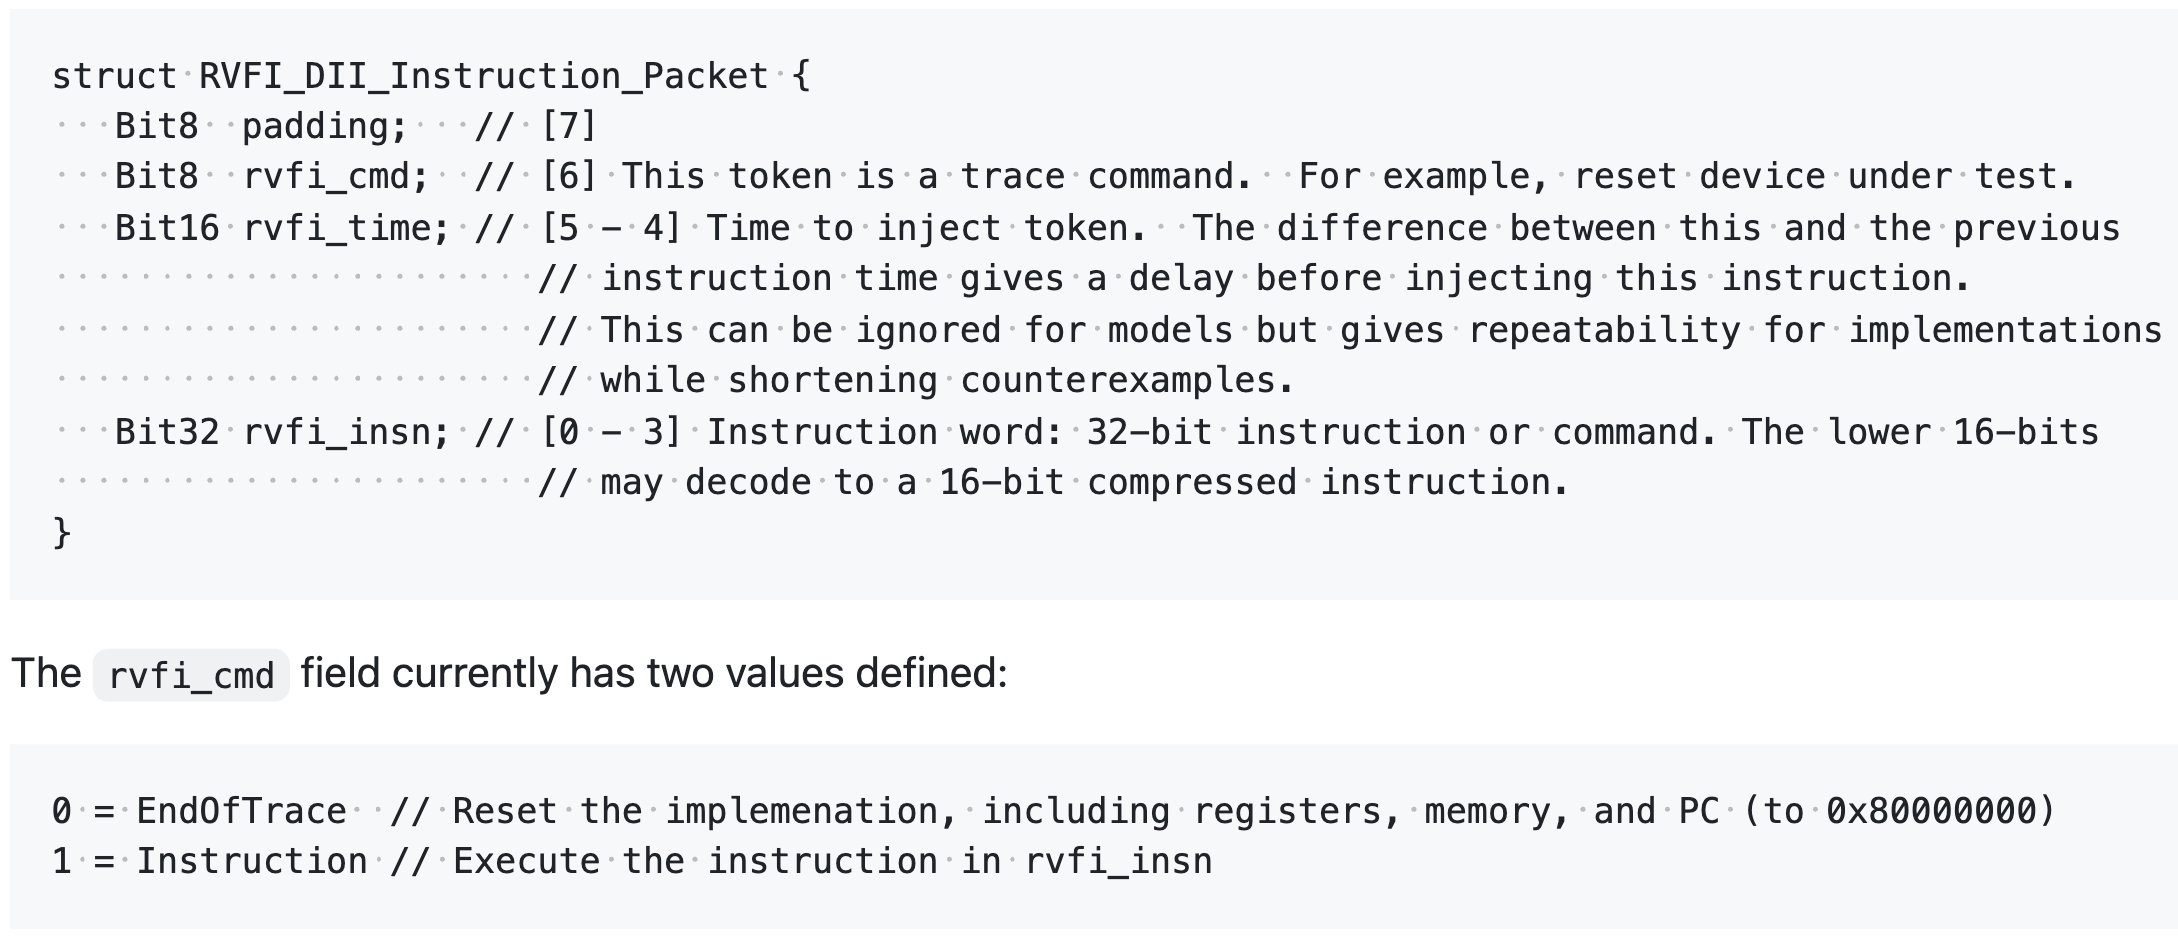 struct RVFI_DII_Instruction_Packet {
   Bit8  padding;   // [7]
   Bit8  rvfi_cmd;  // [6] This token is a trace command.  For example, reset device under test.
   Bit16 rvfi_time; // [5 - 4] Time to inject token.  The difference between this and the previous
                       // instruction time gives a delay before injecting this instruction.
                       // This can be ignored for models but gives repeatability for implementations
                       // while shortening counterexamples.
   Bit32 rvfi_insn; // [0 - 3] Instruction word: 32-bit instruction or command. The lower 16-bits
                       // may decode to a 16-bit compressed instruction.
}
The rvfi_cmd field currently has two values defined:
0 = EndOfTrace  // Reset the implemenation, including registers, memory, and PC (to 0x80000000)
1 = Instruction // Execute the instruction in rvfi_insn